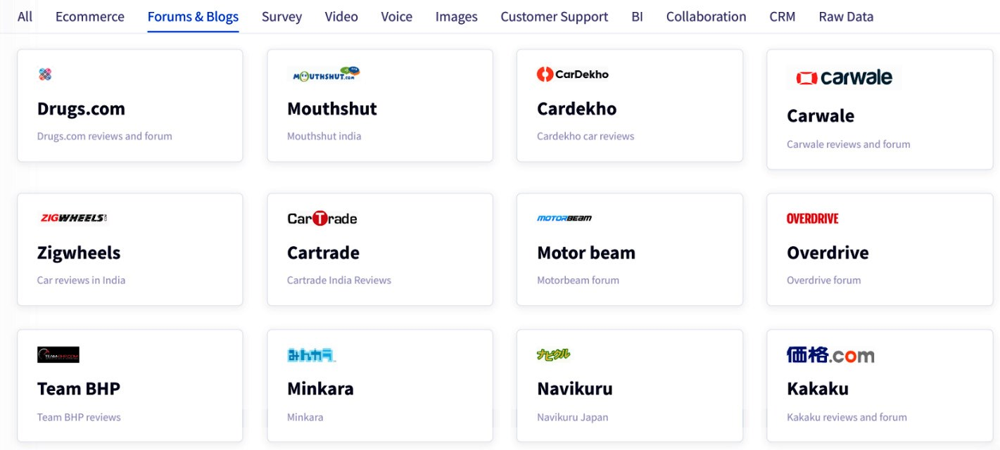 All Ecommerce Forums & Blogs Survey Video Voice Images Customer Support BI Collaboration CRM Raw Data
MOUTHSHUT.COM
CarDekho
carwale
Drugs.com
Mouthshut
Cardekho
Carwale
Drugs.com reviews and forum
Mouthshut india
Cardekho car reviews
Carwale reviews and forum
ZIGWHEELS
CarTrade
MOTORBEAM
OVERDRIVE
Zigwheels
Cartrade
Motor beam
Overdrive
Car reviews in India
Cartrade India Reviews
Motorbeam forum
Overdrive forum
TEAM-BHP.COM
みんカラ
ナビクル
価格.com
Team BHP
Minkara
Navikuru
Kakaku
Team BHP reviews
Minkara
Navikuru Japan
Kakaku reviews and forum